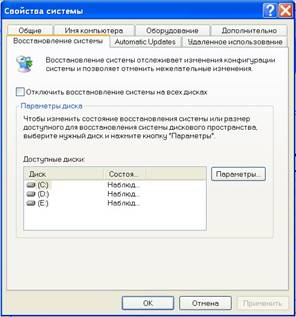 Свойства системы
Общие Имя компьютера Оборудование Дополнительно
Восстановление системы Automatic Updates Удаленное использование
Восстановление системы отслеживает изменения конфигурации
системы и позволяет отменить нежелательные изменения.
Отключить восстановление системы на всех дисках
Параметры диска
Чтобы изменить состояние восстановления системы или размер
доступного для восстановления системы дискового пространства,
выберите нужный диск и нажмите кнопку "Параметры".
Доступные диски:
Диск Состоя...
(C:) Наблюд...
(D:) Наблюд...
(E:) Наблюд...
Параметры...
OK Отмена Применить